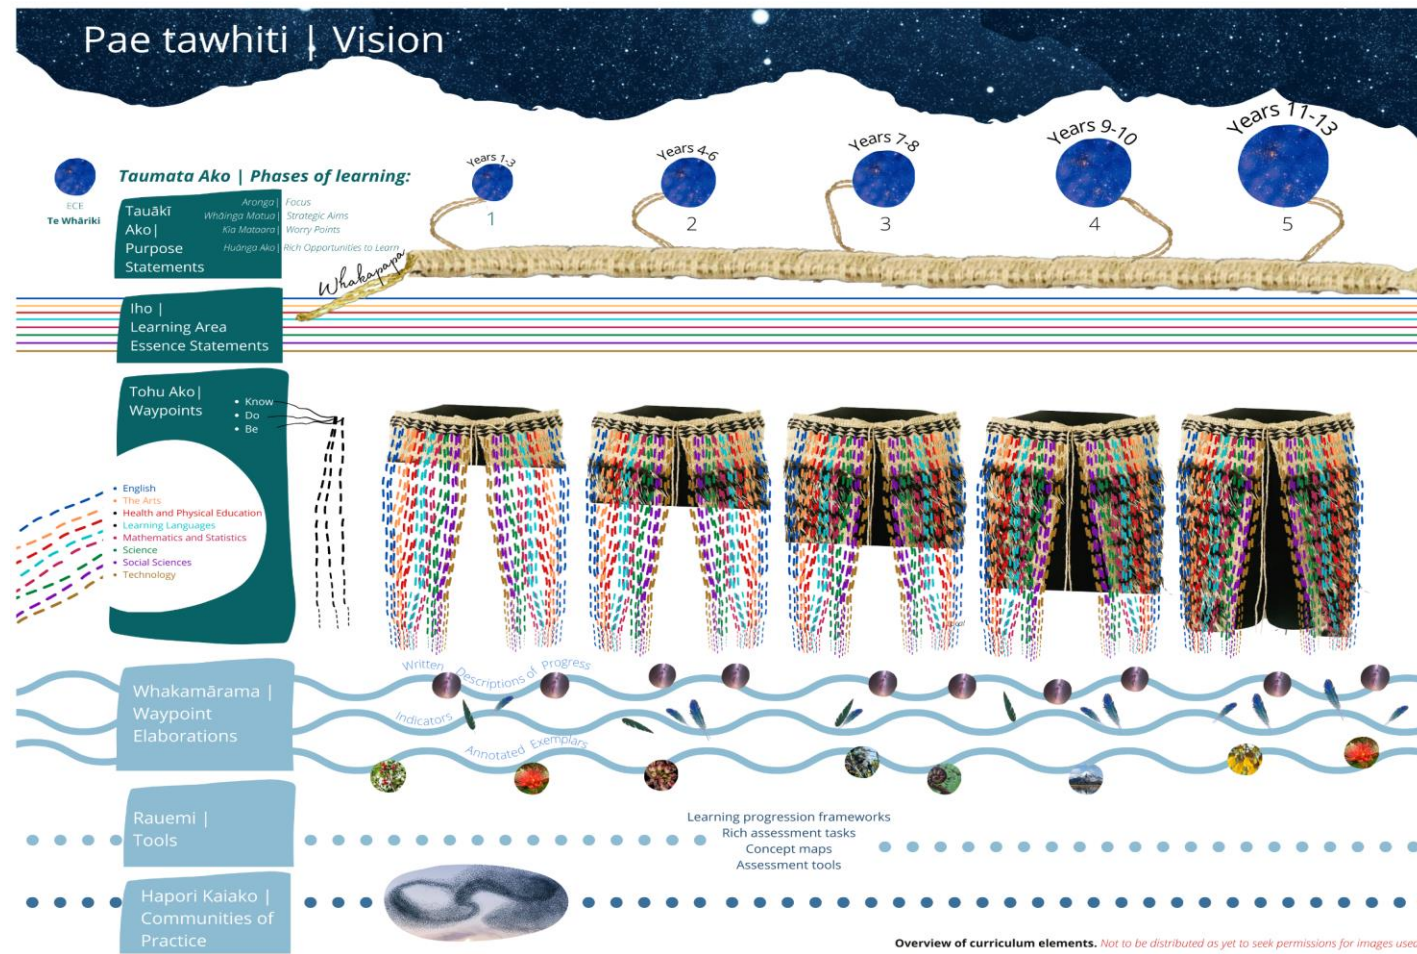 Pae tawhiti | Vision
Years 1-3
Years 4-6
Years 7-8
Years 9-10
Years 11-13
1
2
3
4
5
ECE
Te Whāriki
Taumata Ako | Phases of learning:
Tauākī
Ako|
Purpose
Statements
Aronga| Focus
Whāinga Matua| Strategic Aims
Kia Mataara| Worry Points
Huānga Ako| Rich Opportunities to Learn
Whakapapa
Iho |
Learning Area
Essence Statements
Tohu Ako|
Waypoints
• Know
• Do
• Be
• English
• The Arts
• Health and Physical Education
• Learning Languages
• Mathematics and Statistics
• Science
• Social Sciences
• Technology
Whakamārama |
Waypoint
Elaborations
Written Descriptions of Progress
Indicators
Annotated Exemplars
Rauemi |
Tools
Learning progression frameworks
Rich assessment tasks
Concept maps
Assessment tools
Hapori Kaiako |
Communities of
Practice
Overview of curriculum elements. Not to be distributed as yet to seek permissions for images used